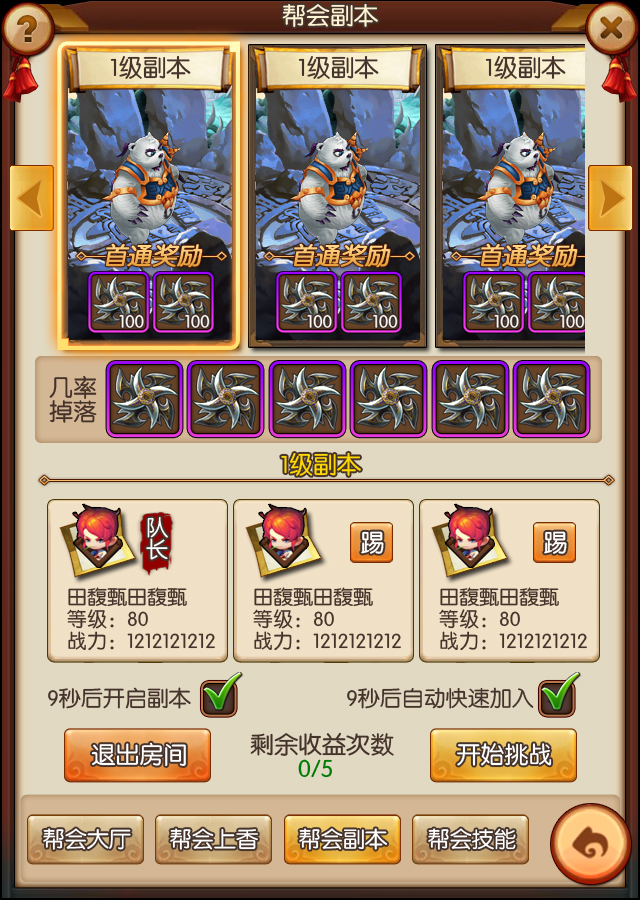 帮会副本
?
1级副本
1级副本
1级副本
首通奖励
首通奖励
首通奖励
100
100
100
100
100
100
几率
掉落
1级副本
队长
踢
踢
田馥甄田馥甄
等级：80
战力：1212121212
田馥甄田馥甄
等级：80
战力：1212121212
田馥甄田馥甄
等级：80
战力：1212121212
9秒后开启副本
9秒后自动快速加入
退出房间
剩余收益次数
0/5
开始挑战
帮会大厅
帮会上香
帮会副本
帮会技能